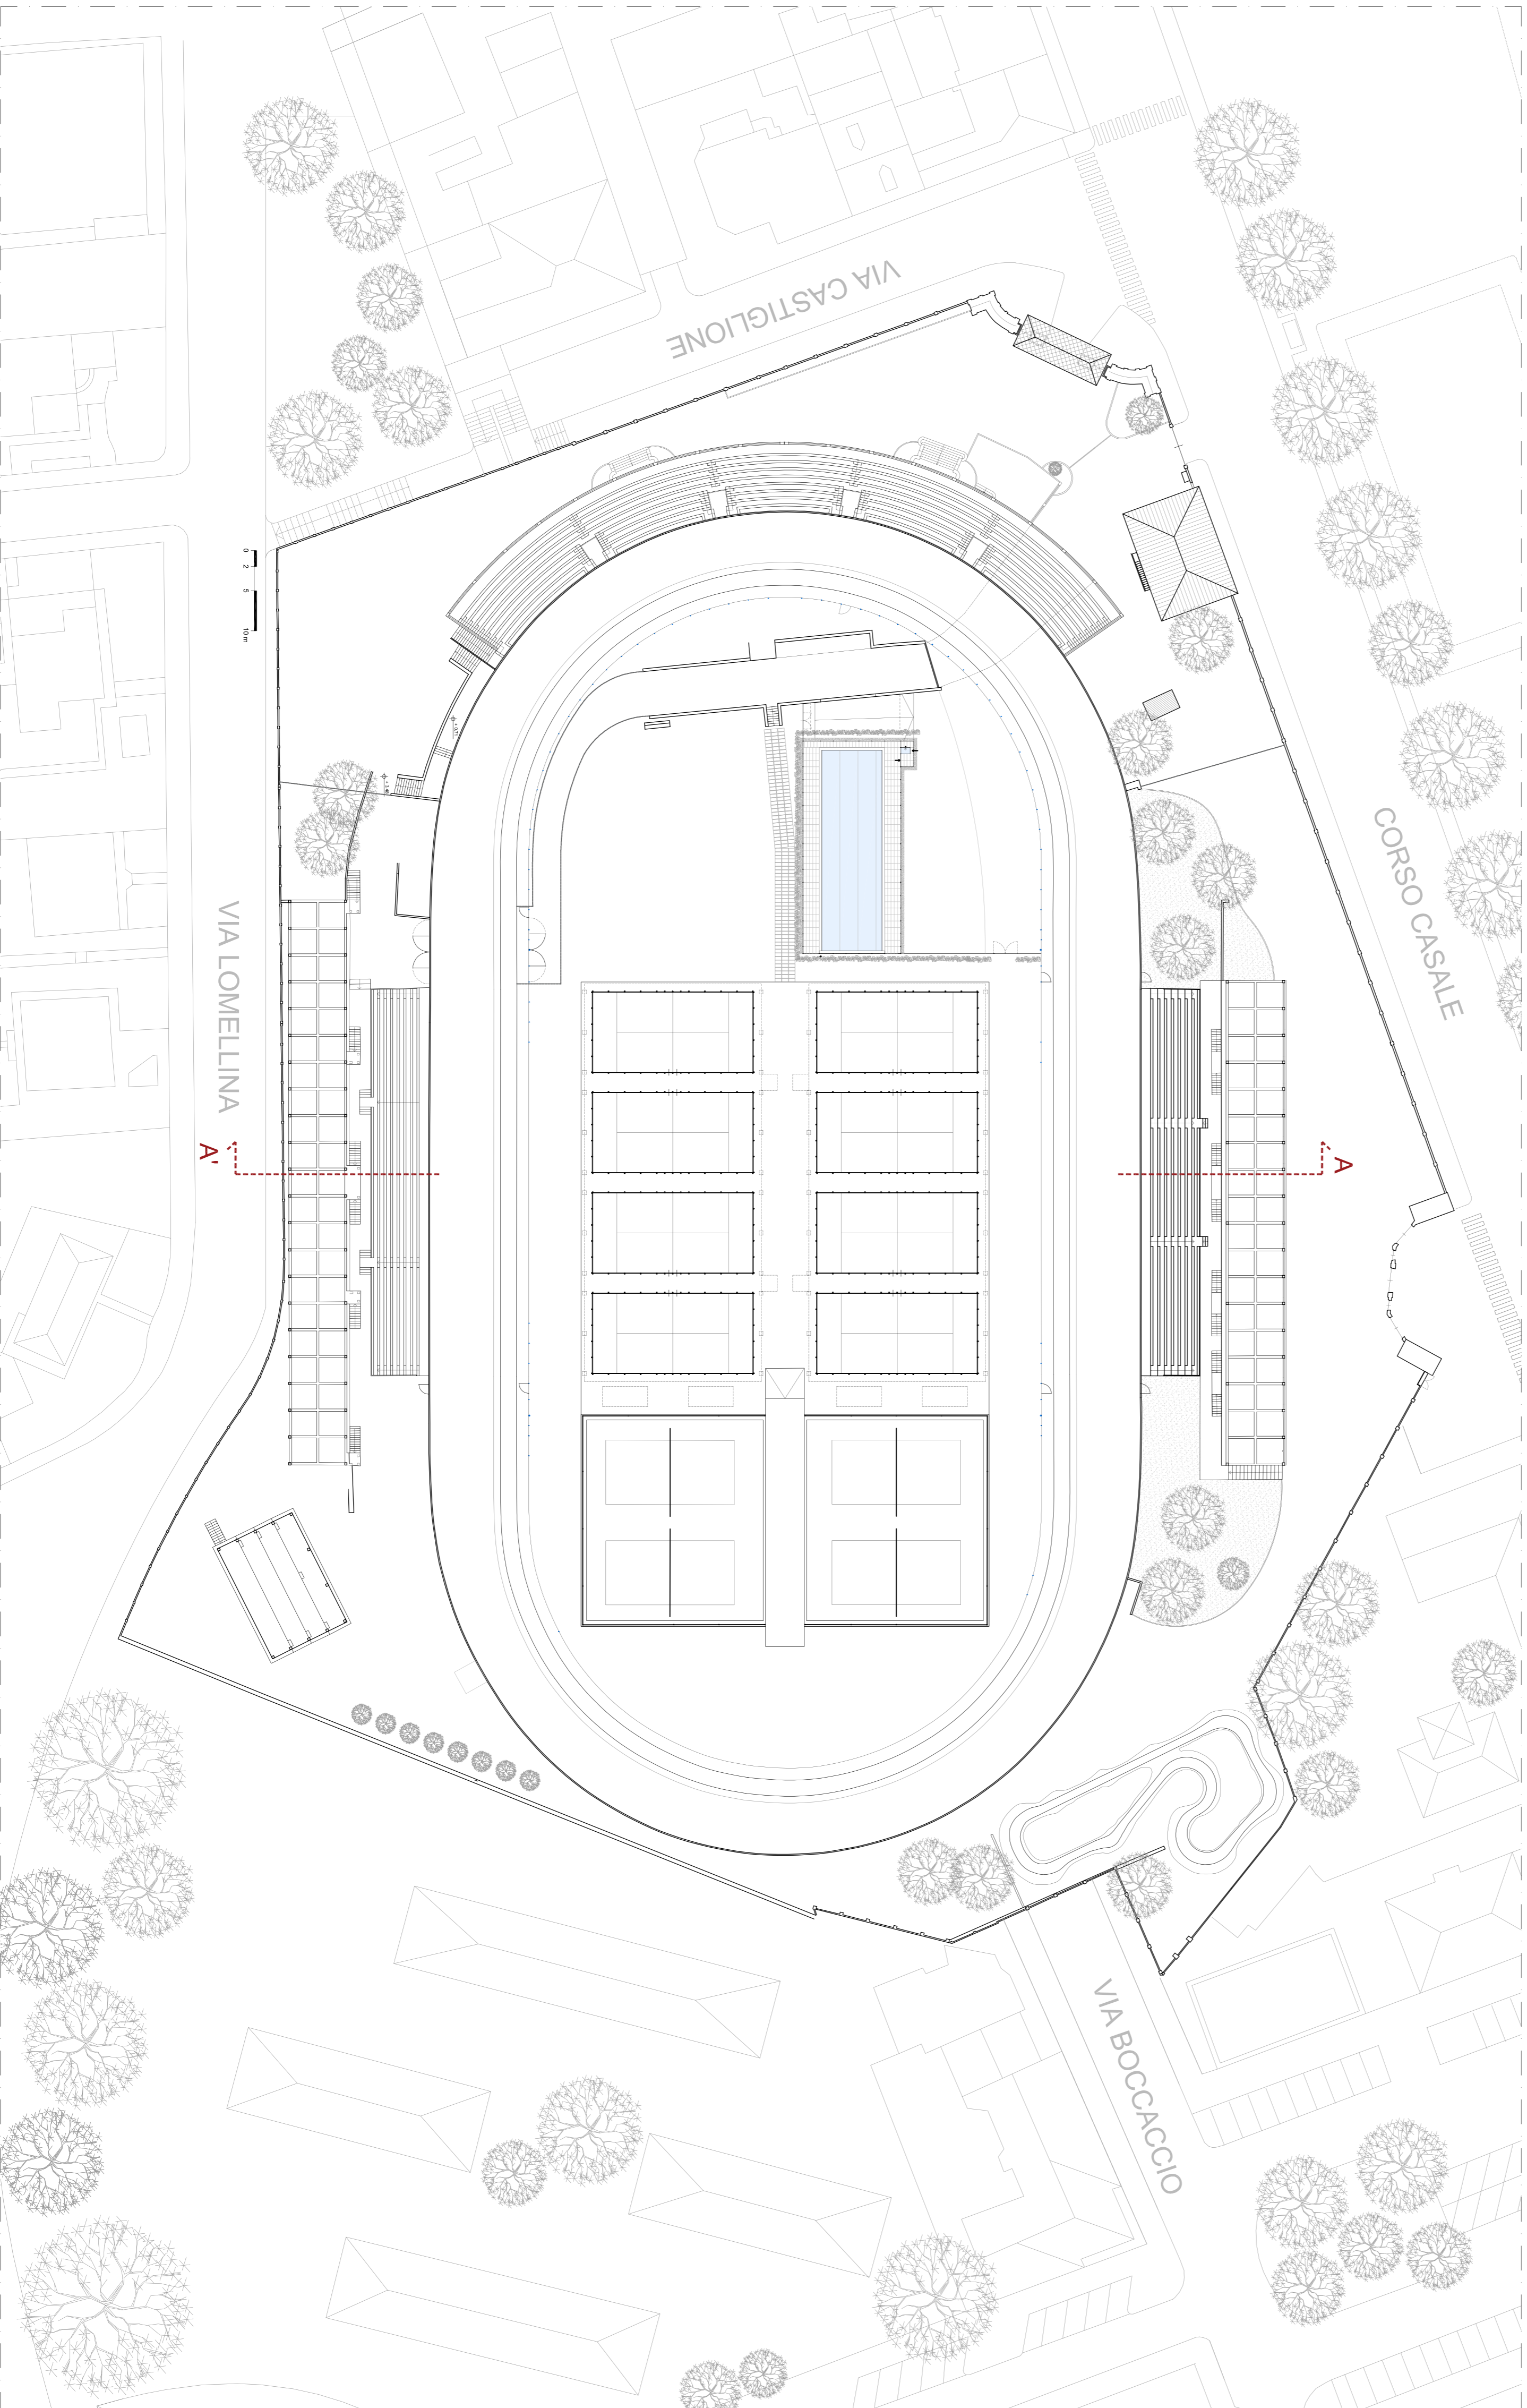 VIA CASTIGLIONE
0 2 5 10 m
CORSO CASALE
VIA LOMELLINA
A'
A
VIA BOCCACCIO